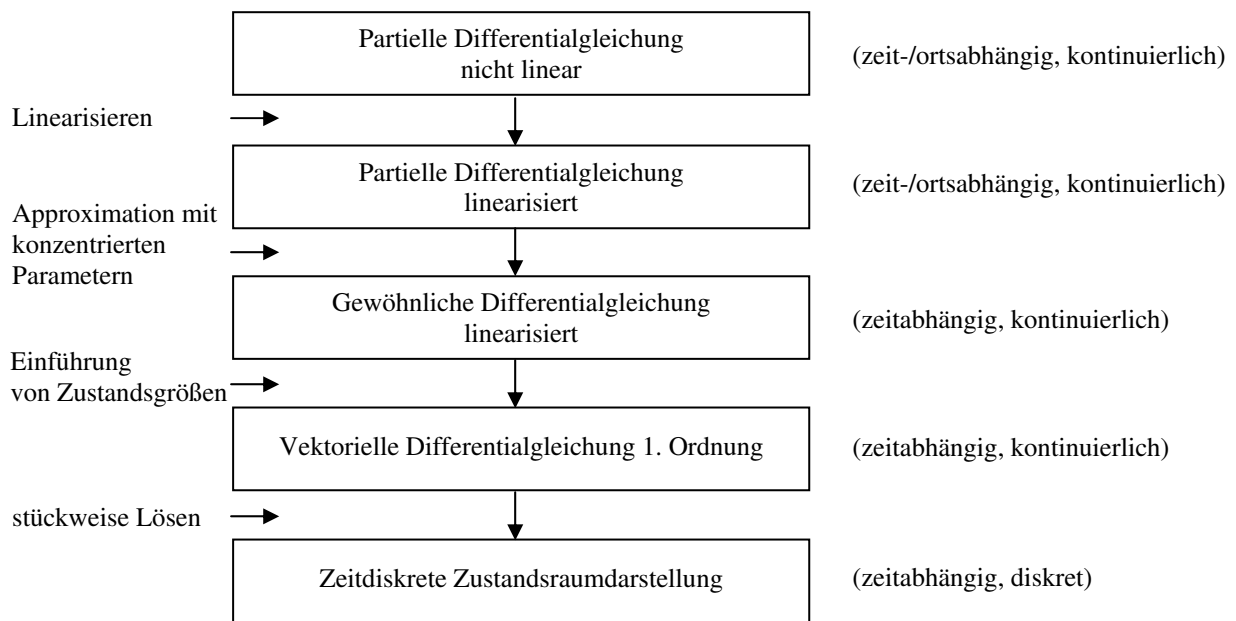 Partielle Differentialgleichung
nicht linear
(zeit-/ortsabhängig, kontinuierlich)
Linearisieren
Partielle Differentialgleichung
linearisiert
(zeit-/ortsabhängig, kontinuierlich)
Approximation mit
konzentrierten
Parametern
Gewöhnliche Differentialgleichung
linearisiert
(zeitabhängig, kontinuierlich)
Einführung
von Zustandsgrößen
Vektorielle Differentialgleichung 1. Ordnung
(zeitabhängig, kontinuierlich)
stückweise Lösen
Zeitdiskrete Zustandsraumdarstellung
(zeitabhängig, diskret)